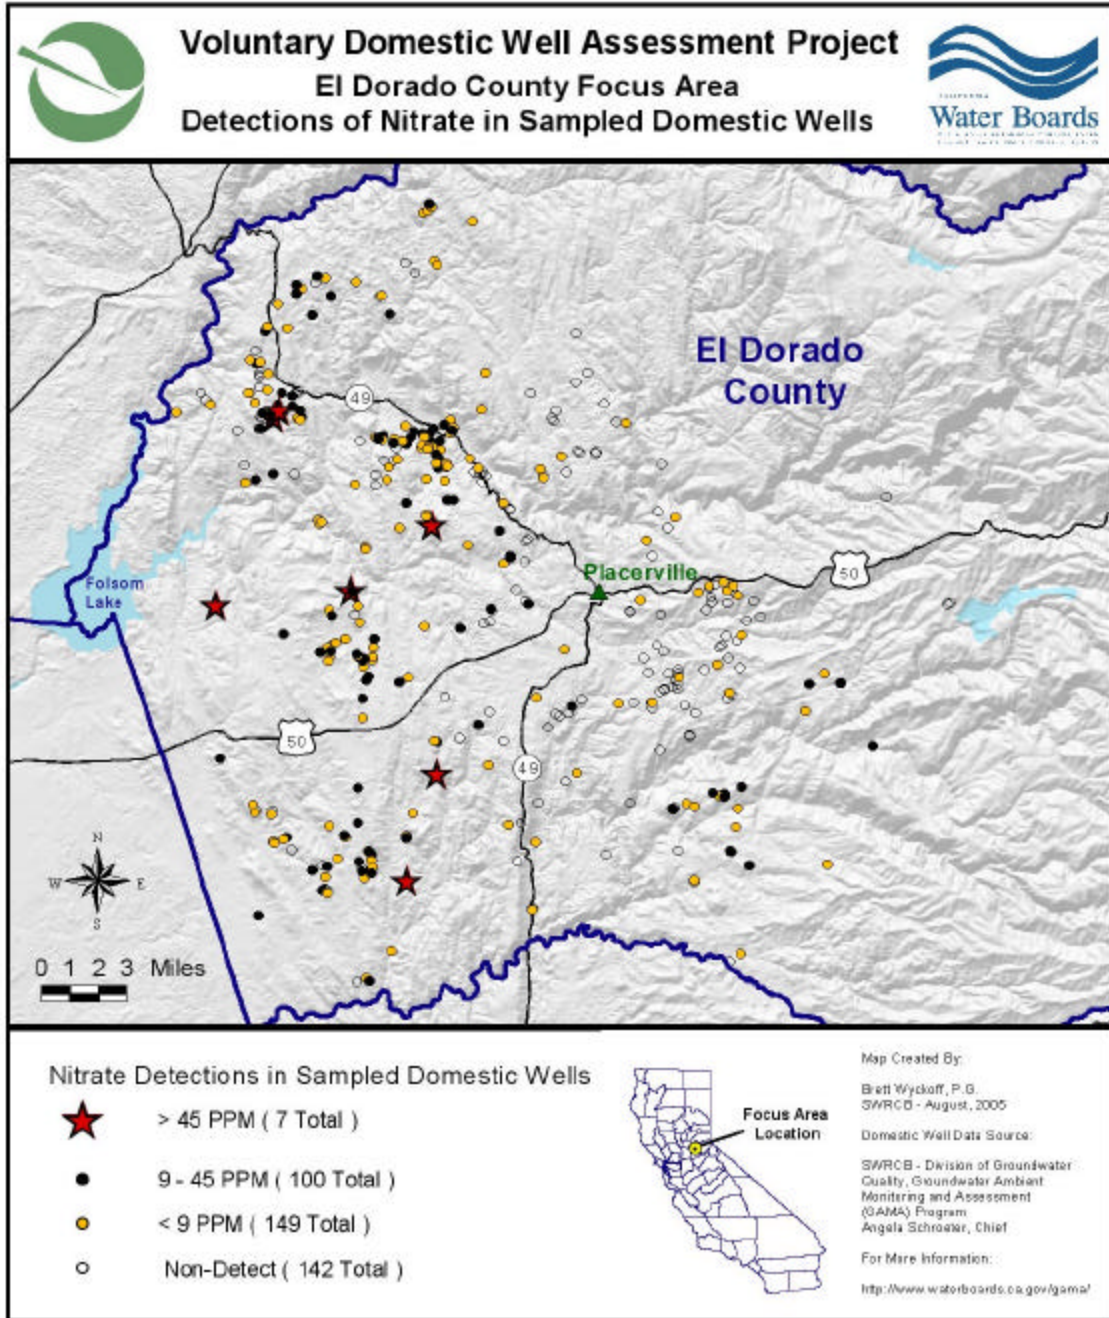 Voluntary Domestic Well Assessment Project
El Dorado County Focus Area
Detections of Nitrate in Sampled Domestic Wells
CALIFORNIA
Water Boards
El Dorado
County
49
Placerville
50
Folsom
Lake
50
49
N
W E
S
0 1 2 3 Miles
Nitrate Detections in Sampled Domestic Wells
> 45 PPM ( 7 Total )
9 - 45 PPM ( 100 Total )
< 9 PPM ( 149 Total )
Non-Detect ( 142 Total )
Focus Area
Location
Map Created By:
Brett Wyckoff, P.G.
SWRCB - August, 2005
Domestic Well Data Source:
SWRCB - Division of Groundwater
Quality, Groundwater Ambient
Monitoring and Assessment
(GAMA) Program
Angela Schroeter, Chief
For More Information:
http://www.waterboards.ca.gov/gama/